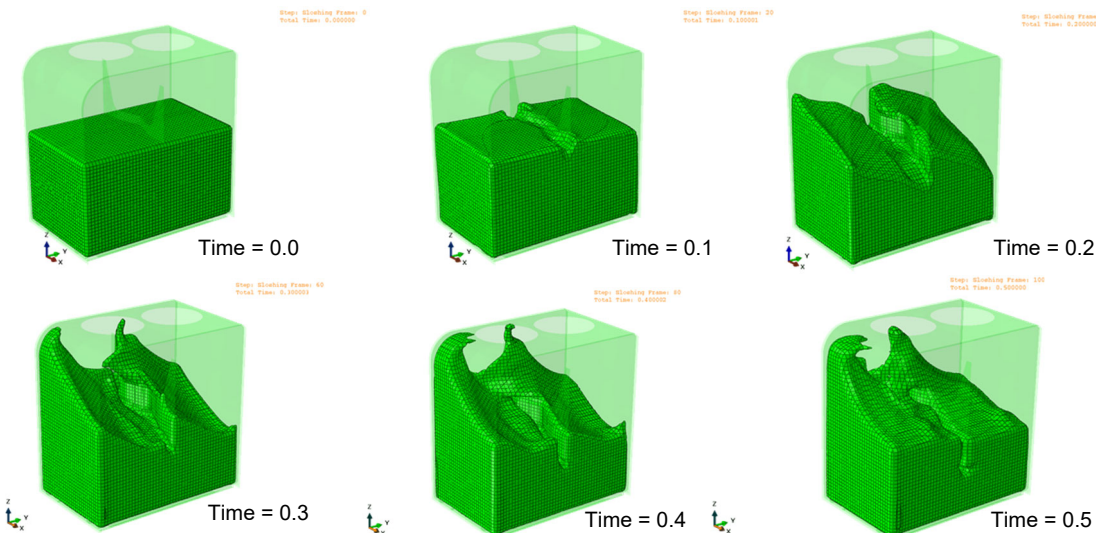 Step: Sloshing Frame: 0
Total Time: 0.000000
Time = 0.0
Step: Sloshing Frame: 20
Total Time: 0.100001
Time = 0.1
Step: Sloshing Frame
Total Time: 0.200000
Time = 0.2
Step: Sloshing Frame: 60
Total Time: 0.300003
Time = 0.3
Step: Sloshing Frame: 80
Total Time: 0.400000
Time = 0.4
Step: Sloshing Frame: 100
Total Time: 0.500000
Time = 0.5
Z
Y
X
Z
Y
X
Z
Y
X
Z
Y
X
Z
Y
X
Z
Y
X